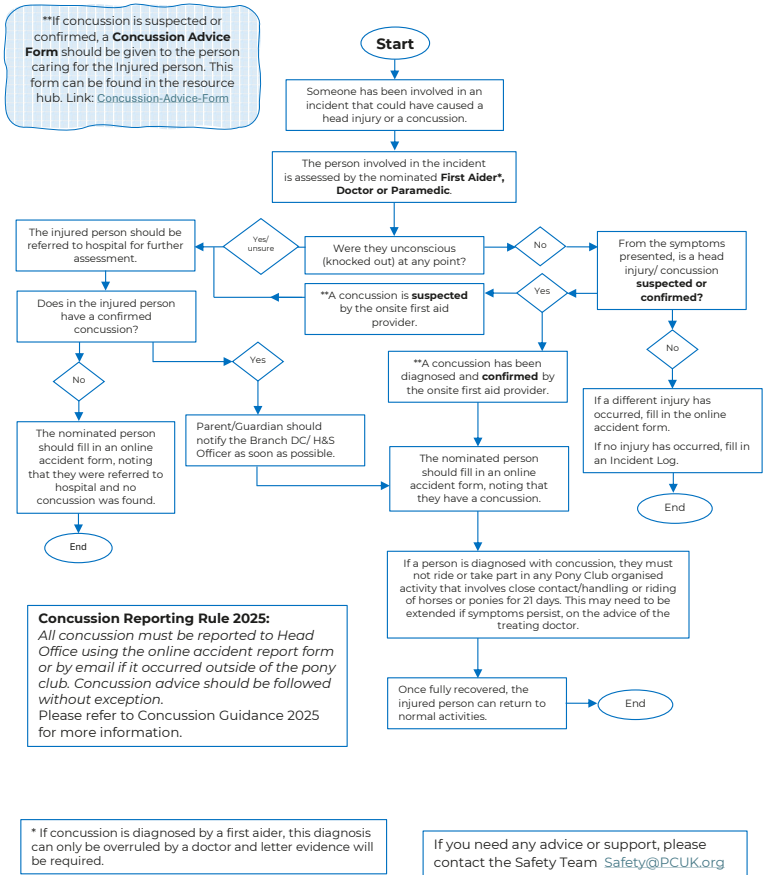 **If concussion is suspected or
confirmed, a Concussion Advice
Form should be given to the person
caring for the Injured person. This
form can be found in the resource
hub. Link: Concussion-Advice-Form
Start
Someone has been involved in an
incident that could have caused a
head injury or a concussion.
The person involved in the incident
is assessed by the nominated First Aider*,
Doctor or Paramedic.
Were they unconscious
(knocked out) at any point?
Yes/
unsure
No
The injured person should be
referred to hospital for further
assessment.
From the symptoms
presented, is a head
injury/ concussion
suspected or
confirmed?
Yes
**A concussion is suspected
by the onsite first aid
provider.
Does in the injured person
have a confirmed
concussion?
No
Yes
**A concussion has been
diagnosed and confirmed by
the onsite first aid provider.
No
If a different injury has
occurred, fill in the online
accident form.
If no injury has occurred, fill in
an Incident Log.
End
The nominated person
should fill in an online
accident form, noting
that they were referred to
hospital and no
concussion was found.
End
Parent/Guardian should
notify the Branch DC/ H&S
Officer as soon as possible.
The nominated person
should fill in an online
accident form, noting that
they have a concussion.
If a person is diagnosed with concussion, they must
not ride or take part in any Pony Club organised
activity that involves close contact/handling or riding
of horses or ponies for 21 days. This may need to be
extended if symptoms persist, on the advice of the
treating doctor.
Once fully recovered, the
injured person can return to
normal activities.
End
Concussion Reporting Rule 2025:
All concussion must be reported to Head
Office using the online accident report form
or by email if it occurred outside of the pony
club. Concussion advice should be followed
without exception.
Please refer to Concussion Guidance 2025
for more information.
* If concussion is diagnosed by a first aider, this diagnosis
can only be overruled by a doctor and letter evidence will
be required.
If you need any advice or support, please
contact the Safety Team Safety@PCUK.org